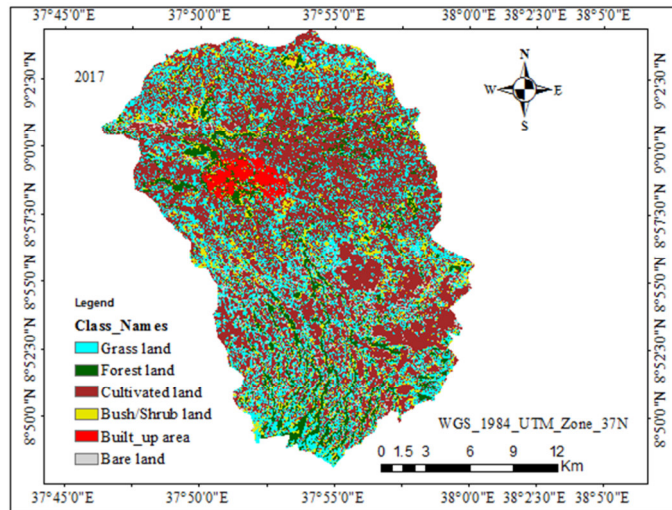 37°45'0"E 37°50'0"E 37°55'0"E 38°0'0"E 38°2'30"E 38°5'0"E
2017
N
W E
S
9°2'30"N
9°0'0"N
8°57'30"N
8°55'0"N
8°52'30"N
8°50'0"N
9°2'30"N
9°0'0"N
8°57'30"N
8°55'0"N
8°52'30"N
8°50'0"N
Legend
Class_Names
Grass land
Forest land
Cultivated land
Bush/Shrub land
Built_up area
Bare land
WGS_1984_UTM_Zone_37N
0 1.5 3 6 9 12
Km
37°45'0"E 37°50'0"E 37°55'0"E 38°0'0"E 38°2'30"E 38°5'0"E